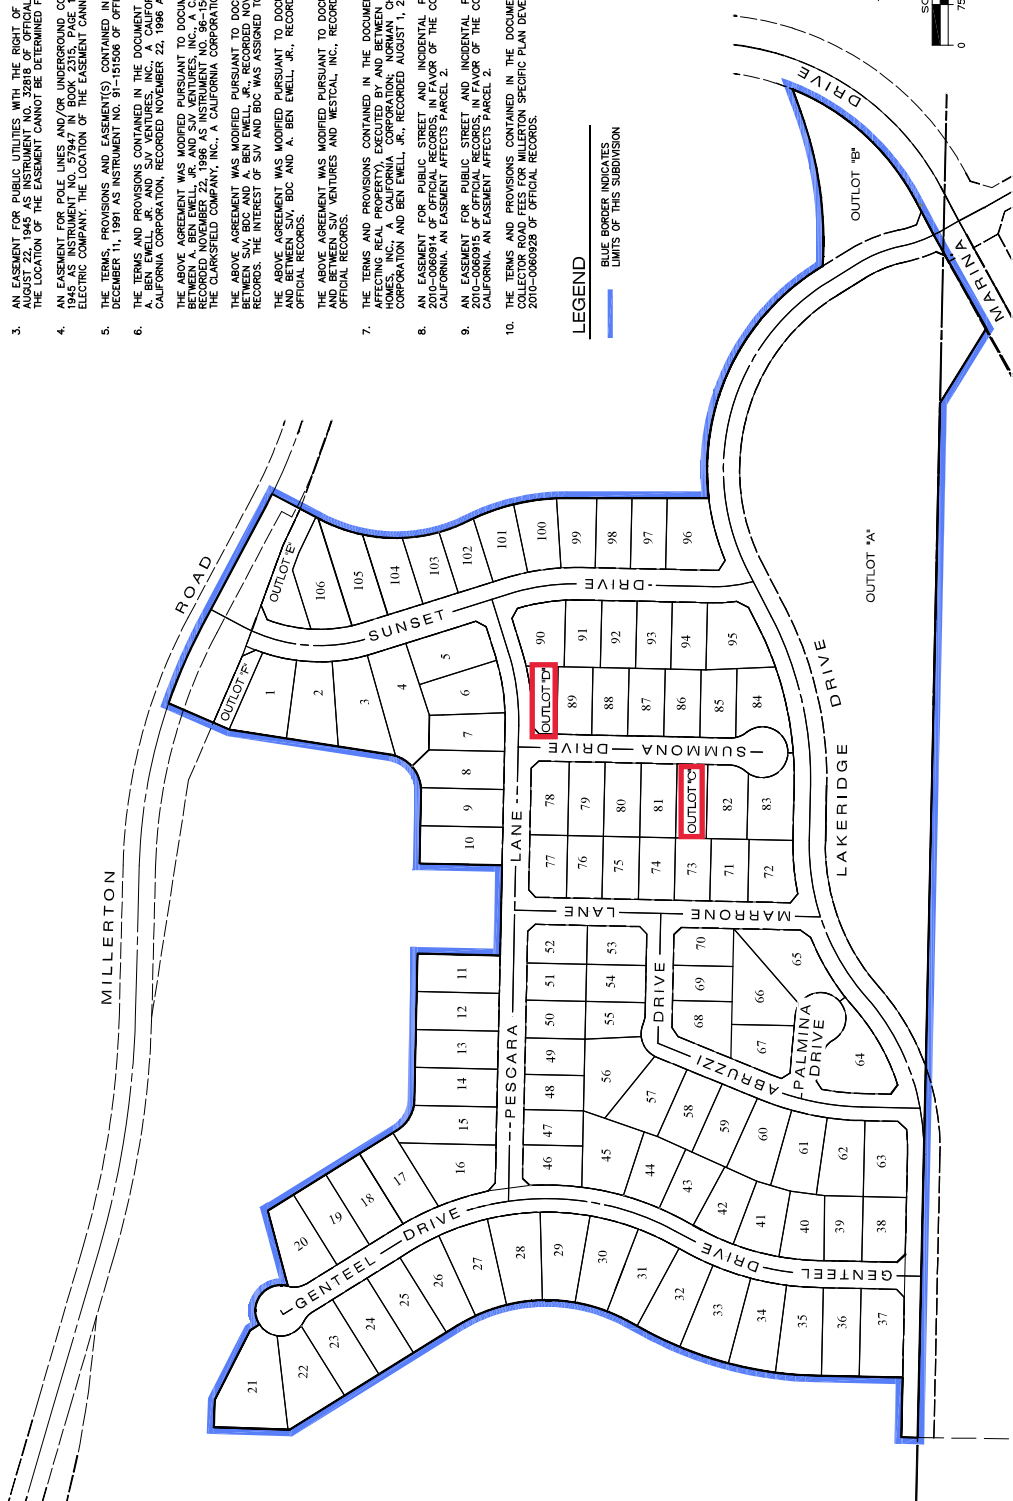 3. AN EASEMENT FOR PUBLIC UTILITIES WITH THE RIGHT OF
AUGUST 22, 1945 AS INSTRUMENT NO. 32818 OF OFFICIAL
THE LOCATION OF THE EASEMENT CANNOT BE DETERMINED F
4. AN EASEMENT FOR POLE LINES AND/OR UNDERGROUND CO
1945 AS INSTRUMENT NO. 57947 IN BOOK 2315, PAGE 1
ELECTRIC COMPANY. THE LOCATION OF THE EASEMENT CANN
5. THE TERMS, PROVISIONS AND EASEMENT(S) CONTAINED IN
DECEMBER 11, 1991 AS INSTRUMENT NO. 91-151506 OF OFFI
6. THE TERMS AND PROVISIONS CONTAINED IN THE DOCUMENT
A. BEN EWELL, JR. AND SJV VENTURES, INC., A CALIFOR
CALIFORNIA CORPORATION, RECORDED NOVEMBER 22, 1996 A
THE ABOVE AGREEMENT WAS MODIFIED PURSUANT TO DOCUM
BETWEEN A. BEN EWELL, JR. AND SJV VENTURES, INC., A C
RECORDED NOVEMBER 22, 1996 AS INSTRUMENT NO. 96-15
THE CLARKSFIELD COMPANY, INC., A CALIFORNIA CORPORATIO
THE ABOVE AGREEMENT WAS MODIFIED PURSUANT TO DOC
BETWEEN SJV, BDC AND A. BEN EWELL, JR., RECORDED NOV
RECORDS. THE INTEREST OF SJV AND BDC WAS ASSIGNED TO
THE ABOVE AGREEMENT WAS MODIFIED PURSUANT TO DOC
AND BETWEEN SJV, BDC AND A. BEN EWELL, JR., RECORD
OFFICIAL RECORDS.
THE ABOVE AGREEMENT WAS MODIFIED PURSUANT TO DOCU
AND BETWEEN SJV VENTURES AND WESTCAL, INC., RECORD
OFFICIAL RECORDS.
7. THE TERMS AND PROVISIONS CONTAINED IN THE DOCUMEN
AFFECTING REAL PROPERTY), EXECUTED BY AND BETWEEN
HOMES, INC., A CALIFORNIA CORPORATION; NORMAN CH
CORPORATION AND BEN EWELL, JR., RECORDED AUGUST 1, 2
8. AN EASEMENT FOR PUBLIC STREET AND INCIDENTAL F
2010-0060914 OF OFFICIAL RECORDS, IN FAVOR OF THE CO
CALIFORNIA. AN EASEMENT AFFECTS PARCEL 2.
9. AN EASEMENT FOR PUBLIC STREET AND INCIDENTAL F
2010-0060915 OF OFFICIAL RECORDS, IN FAVOR OF THE CO
CALIFORNIA. AN EASEMENT AFFECTS PARCEL 2.
10. THE TERMS AND PROVISIONS CONTAINED IN THE DOCUME
COLLECTOR ROAD FEES FOR MILLERTON SPECIFIC PLAN DEVE
2010-0060928 OF OFFICIAL RECORDS.
LEGEND
BLUE BORDER INDICATES
LIMITS OF THIS SUBDIVISION
SC
0
75
MILLERTON
ROAD
SUNSET
DRIVE
PESCARA
LANE
SUMMONA
DRIVE
MARRONE
LANE
ABRUZZI
DRIVE
PALMINA
DRIVE
GENTEEL
DRIVE
GENTEEL
DRIVE
LAKERIDGE
DRIVE
MARINA
DRIVE
OUTLOT "A"
OUTLOT "B"
OUTLOT "C"
OUTLOT "D"
OUTLOT "E"
OUTLOT "F"
1
2
3
4
5
6
7
8
9
10
11
12
13
14
15
16
17
18
19
20
21
22
23
24
25
26
27
28
29
30
31
32
33
34
35
36
37
38
39
40
41
42
43
44
45
46
47
48
49
50
51
52
53
54
55
56
57
58
59
60
61
62
63
64
65
66
67
68
69
70
71
72
73
74
75
76
77
78
79
80
81
82
83
84
85
86
87
88
89
90
91
92
93
94
95
96
97
98
99
100
101
102
103
104
105
106